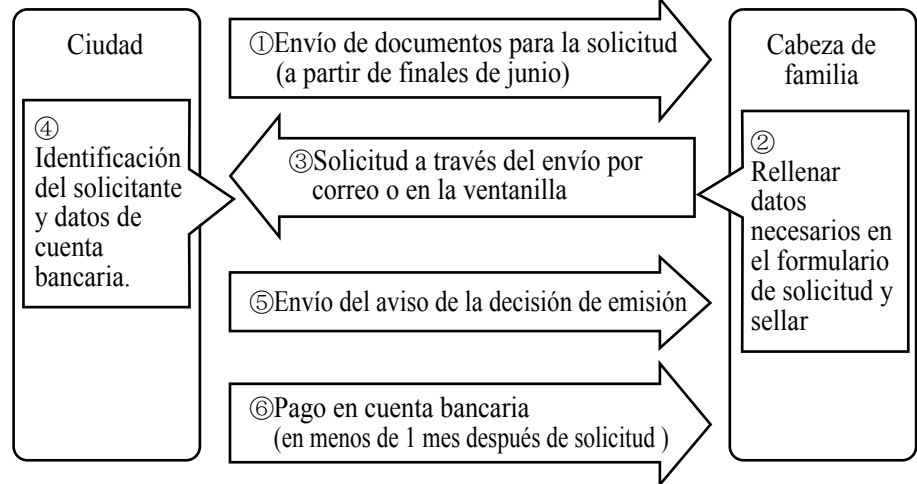 Ciudad
①Envío de documentos para la solicitud
(a partir de finales de junio)
Cabeza de
familia
②
Rellenar
datos
necesarios en
el formulario
de solicitud y
sellar
③Solicitud a través del envío por
correo o en la ventanilla
④
Identificación
del solicitante
y datos de
cuenta
bancaria.
⑤Envío del aviso de la decisión de emisión
⑥Pago en cuenta bancaria
(en menos de 1 mes después de solicitud )